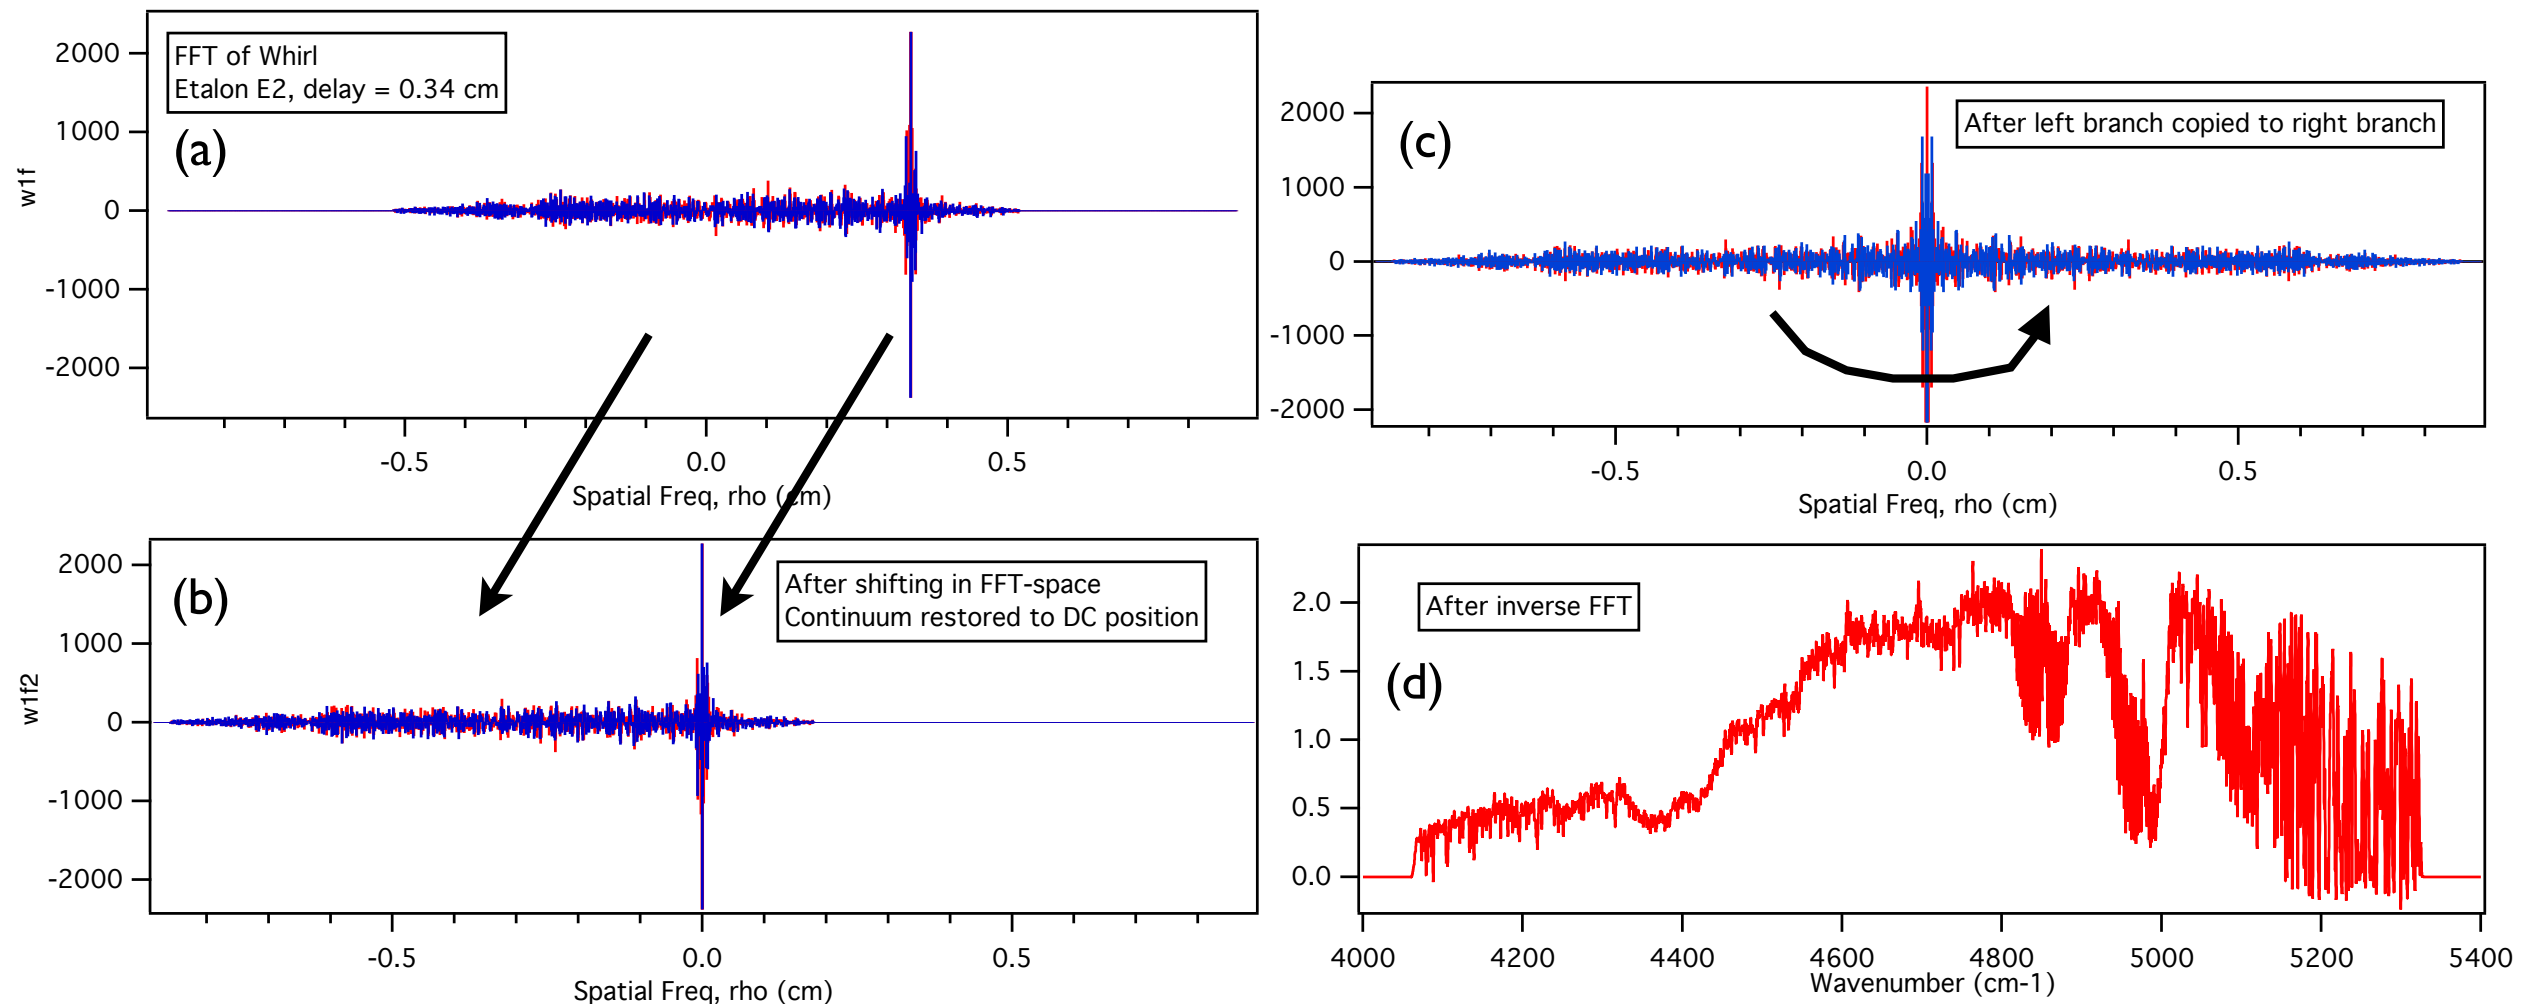 2000
1000
0
-1000
-2000
w1f
FFT of Whirl
Etalon E2, delay = 0.34 cm
(a)
-0.5
0.0
0.5
Spatial Freq, rho (cm)
2000
1000
0
-1000
-2000
w1f2
(b)
After shifting in FFT-space
Continuum restored to DC position
-0.5
0.0
0.5
Spatial Freq, rho (cm)
2000
1000
0
-1000
-2000
(c)
After left branch copied to right branch
-0.5
0.0
0.5
Spatial Freq, rho (cm)
2.0
1.5
1.0
0.5
0.0
After inverse FFT
(d)
4000
4200
4400
4600
4800
5000
5200
5400
Wavenumber (cm-1)